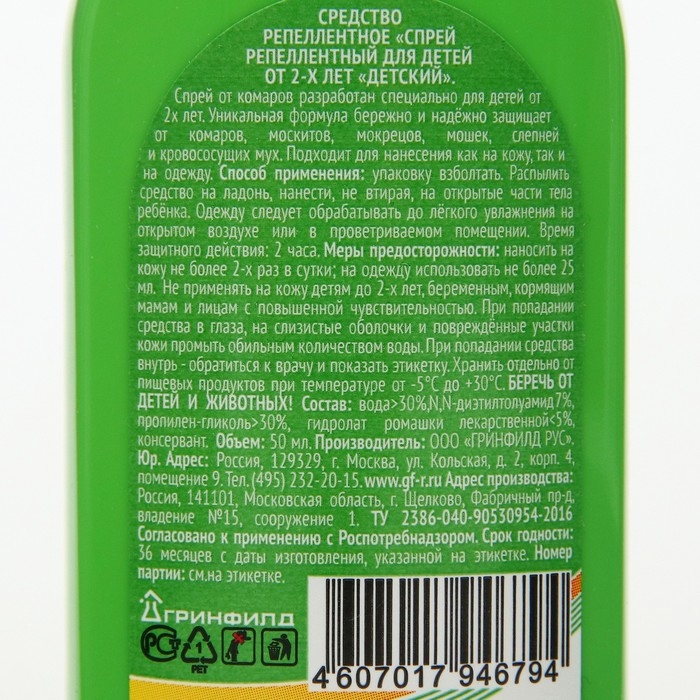 СРЕДСТВО
РЕПЕЛЛЕНТНОЕ «СПРЕЙ
РЕПЕЛЛЕНТНЫЙ ДЛЯ ДЕТЕЙ
ОТ 2-Х ЛЕТ «ДЕТСКИЙ».
Спрей от комаров разработан специально для детей от
2х лет. Уникальная формула бережно и надёжно защищает
от комаров, москитов, мокрецов, мошек, слепней
и кровососущих мух. Подходит для нанесения как на кожу, так и
на одежду. Способ применения: упаковку взболтать. Распылить
средство на ладонь, нанести, не втирая, на открытые части тела
ребёнка. Одежду следует обрабатывать до лёгкого увлажнения на
открытом воздухе или в проветриваемом помещении. Время
защитного действия: 2 часа. Меры предосторожности: наносить на
кожу не более 2-х раз в сутки; на одежду использовать не более 25
мл. Не применять на кожу детям до 2-х лет, беременным, кормящим
мамам и лицам с повышенной чувствительностью. При попадании
средства в глаза, на слизистые оболочки и повреждённые участки
кожи промыть обильным количеством воды. При попадании средства
внутрь - обратиться к врачу и показать этикетку. Хранить отдельно от
пищевых продуктов при температуре от -5°С до +30°С. БЕРЕЧЬ ОТ
ДЕТЕЙ И ЖИВОТНЫХ! Состав: вода>30%,N,N-диэтилтолуамид7%,
пропилен-гликоль>30%, гидролат ромашки лекарственной<5%,
консервант. Объем: 50 мл. Производитель: ООО «ГРИНФИЛД РУС».
Юр. Адрес: Россия, 129329, г. Москва, ул. Кольская, д. 2, корп. 4,
помещение 9. Тел. (495) 232-20-15. www.gf-r.ru Адрес производства:
Россия, 141101, Московская область, г. Щелково, Фабричный пр-д,
владение №15, сооружение 1. ТУ 2386-040-90530954-2016
Согласовано к применению с Роспотребнадзором. Срок годности:
36 месяцев с даты изготовления, указанной на этикетке. Номер
партии: см.на этикетке.
ГРИНФИЛД
РСТ 1
PET
4 607017 946794